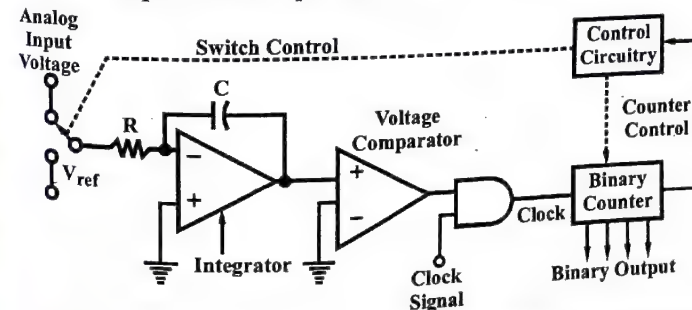 Analog
Input
Voltage
Switch Control
Control
Circuitry
C
R
Voltage
Comparator
Counter
Control
Vref
−
+
+
−
Binary
Counter
Clock
Integrator
Clock
Signal
Binary Output